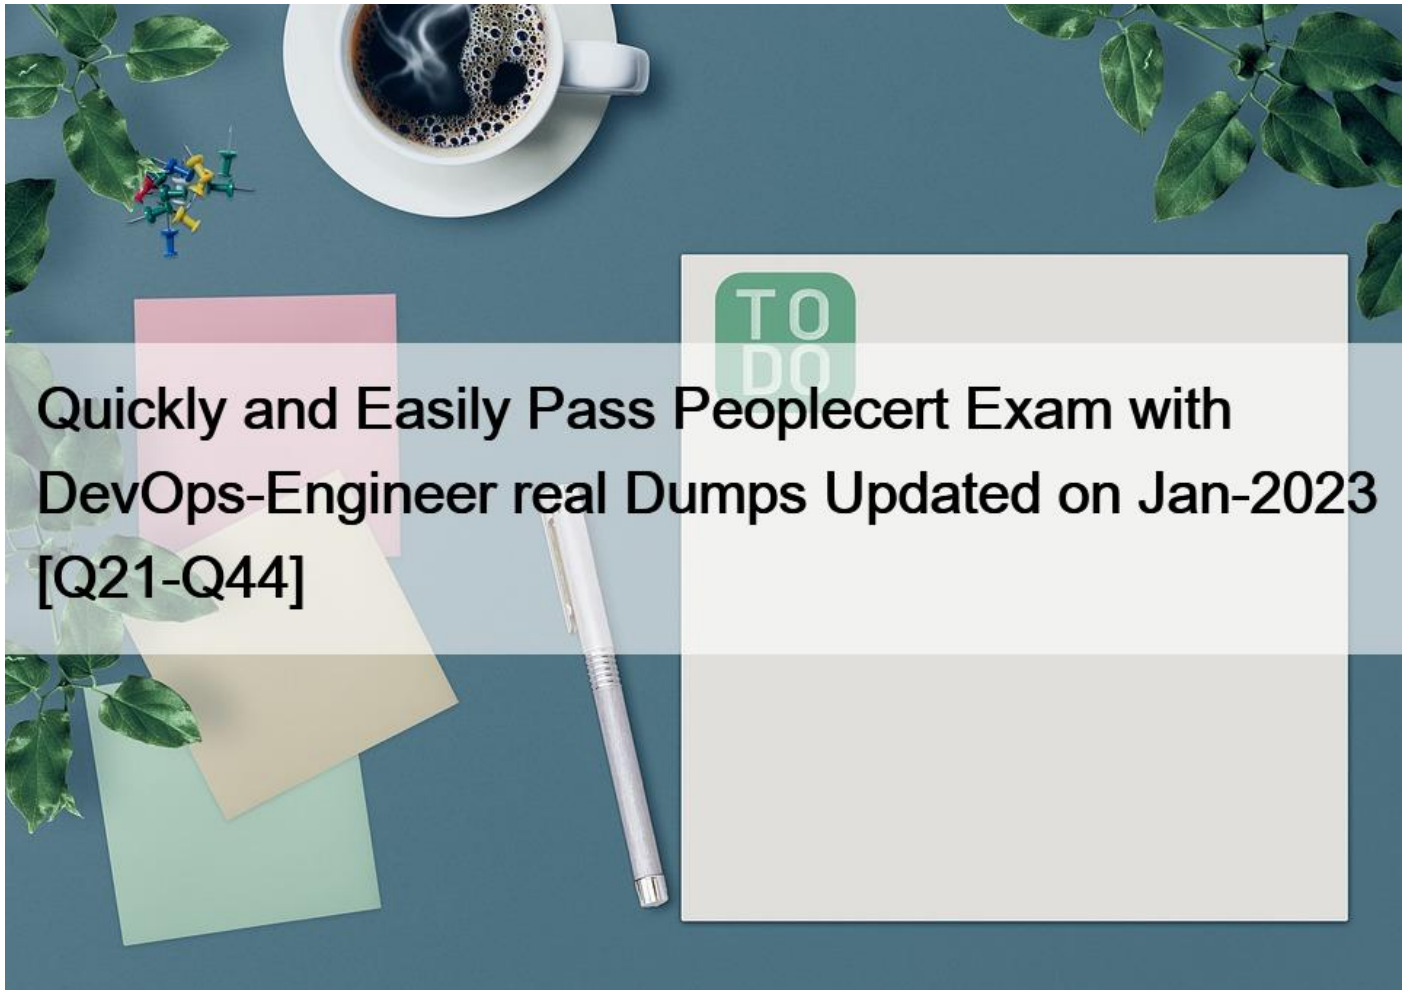 TO
DO
Quickly and Easily Pass Peoplecert Exam with
DevOps-Engineer real Dumps Updated on Jan-2023
[Q21-Q44]